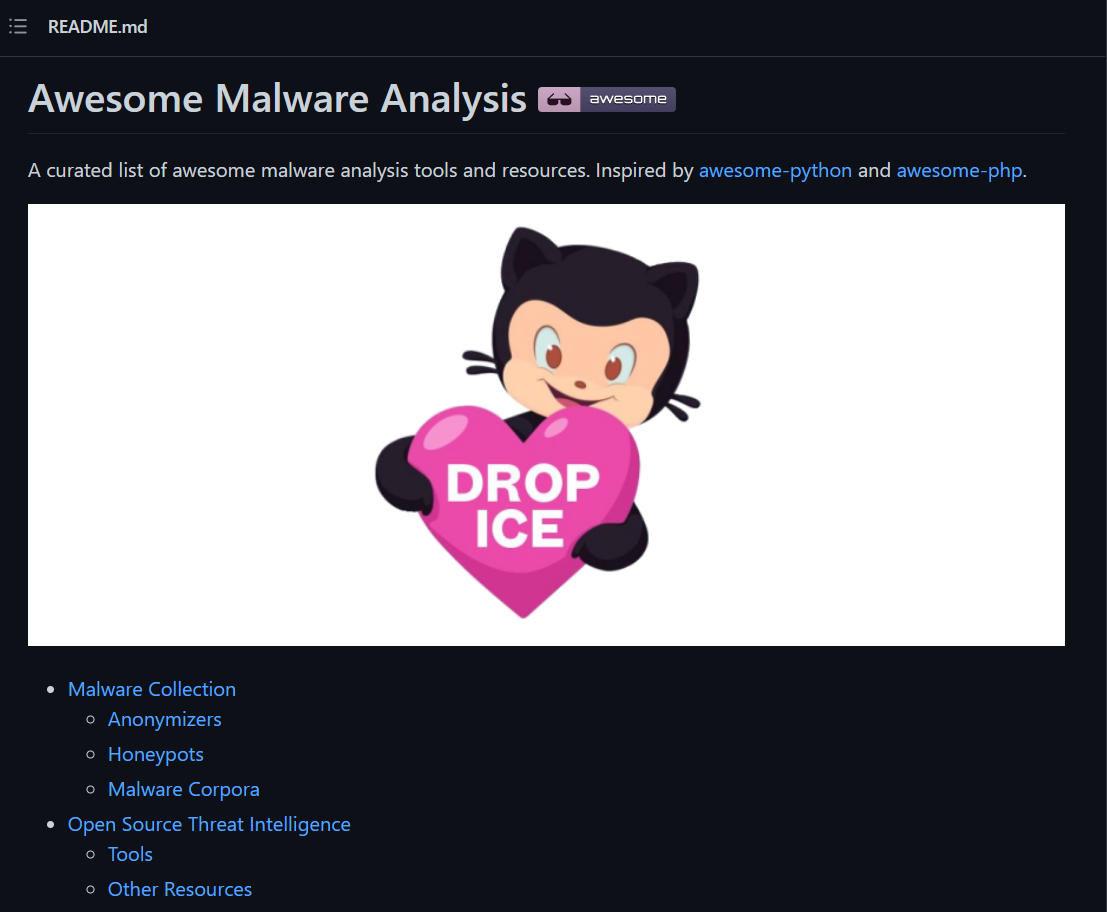 README.md
Awesome Malware Analysis awesome
A curated list of awesome malware analysis tools and resources. Inspired by awesome-python and awesome-php.
DROP
ICE
Malware Collection
Anonymizers
Honeypots
Malware Corpora
Open Source Threat Intelligence
Tools
Other Resources